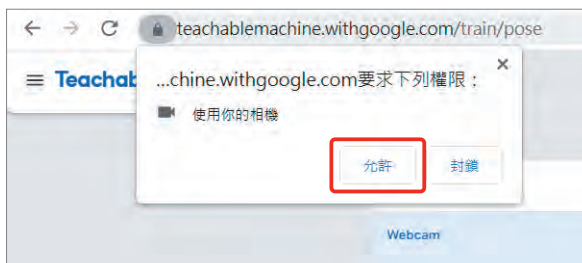 teachablemachine.withgoogle.com/train/pose
Teachab
...chine.withgoogle.com要求下列權限：
使用你的相機
允許
封鎖
Webcam